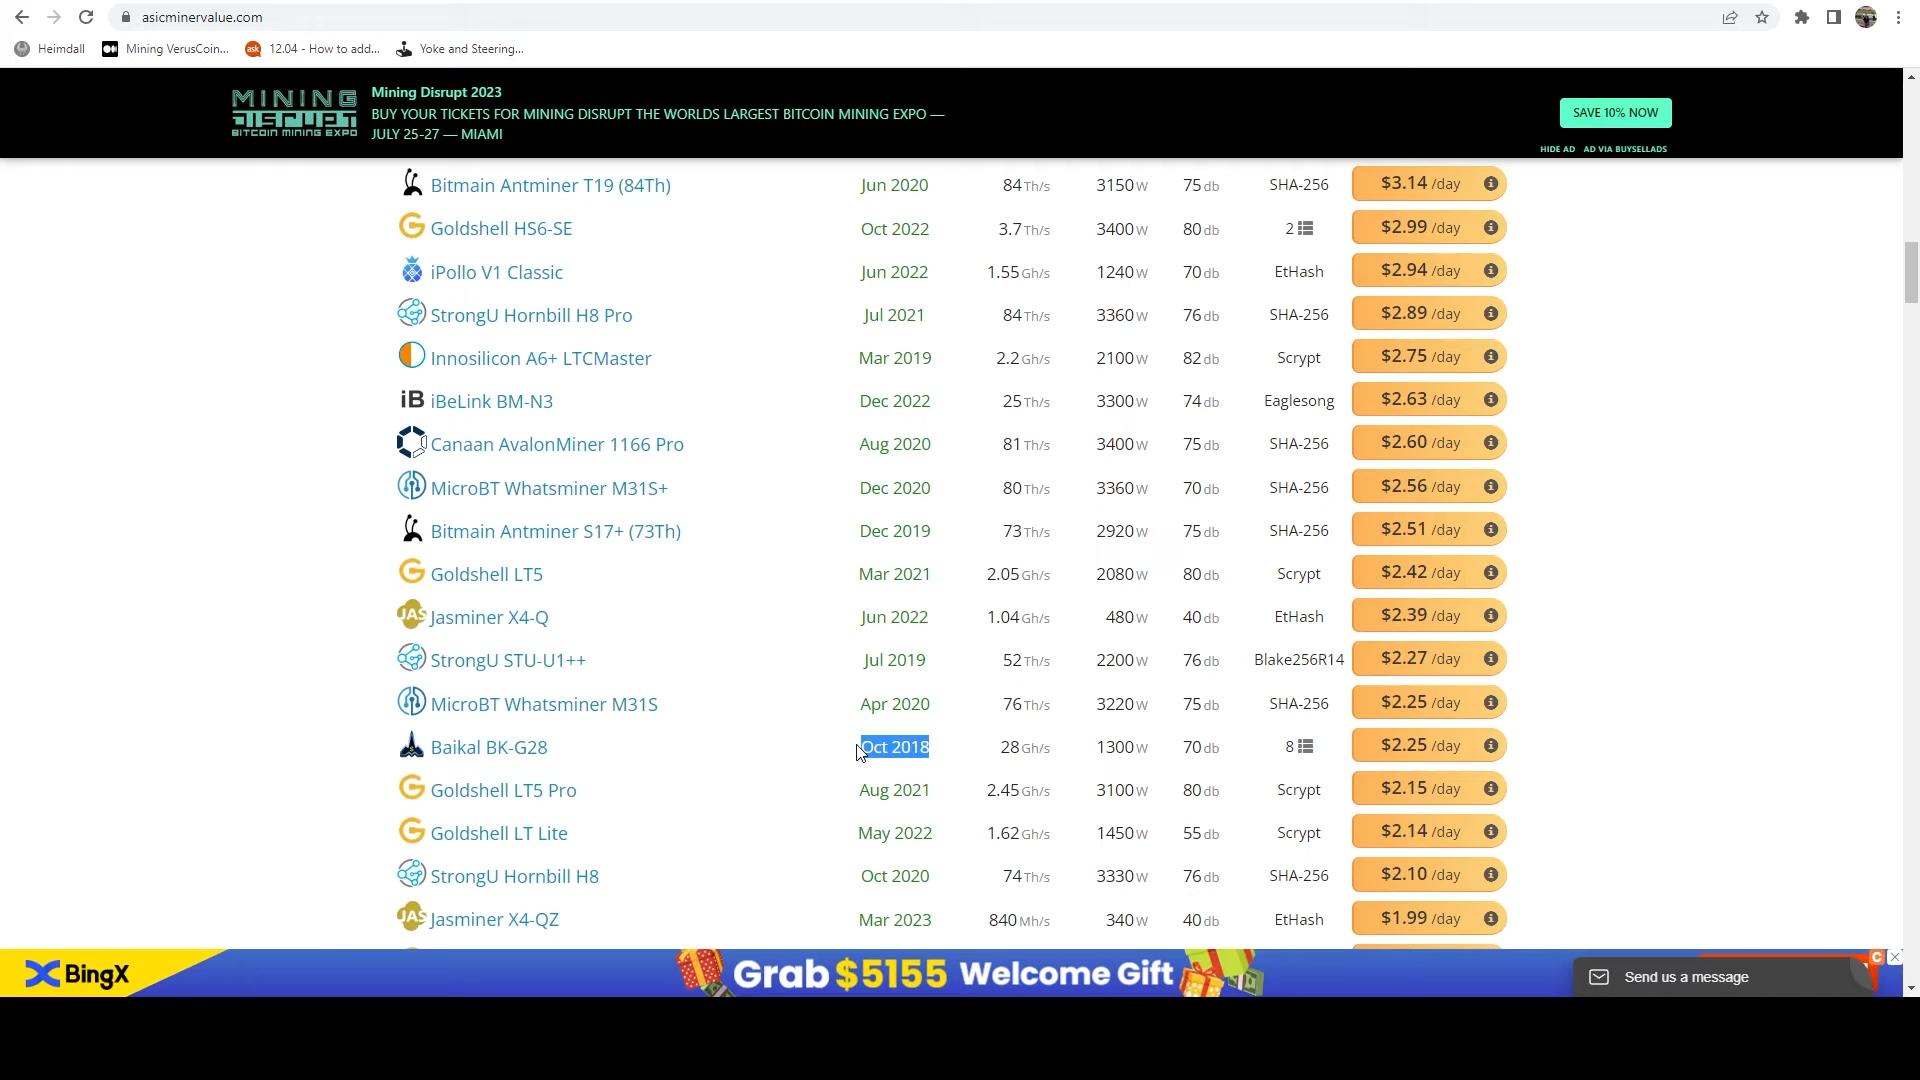 asicminervalue.com
Heimdall
Mining VerusCoin...
ask 12.04 - How to add...
Yoke and Steering...
MINING DISRUPT BITCOIN MINING EXPO
Mining Disrupt 2023
BUY YOUR TICKETS FOR MINING DISRUPT THE WORLDS LARGEST BITCOIN MINING EXPO —
JULY 25-27 — MIAMI
SAVE 10% NOW
HIDE AD AD VIA BUYSELLADS
Bitmain Antminer T19 (84Th) Jun 2020 84 Th/s 3150 W 75 db SHA-256 $3.14 /day
Goldshell HS6-SE Oct 2022 3.7 Th/s 3400 W 80 db 2 $2.99 /day
iPollo V1 Classic Jun 2022 1.55 Gh/s 1240 W 70 db EtHash $2.94 /day
StrongU Hornbill H8 Pro Jul 2021 84 Th/s 3360 W 76 db SHA-256 $2.89 /day
Innosilicon A6+ LTCMaster Mar 2019 2.2 Gh/s 2100 W 82 db Scrypt $2.75 /day
iB iBeLink BM-N3 Dec 2022 25 Th/s 3300 W 74 db Eaglesong $2.63 /day
Canaan AvalonMiner 1166 Pro Aug 2020 81 Th/s 3400 W 75 db SHA-256 $2.60 /day
MicroBT Whatsminer M31S+ Dec 2020 80 Th/s 3360 W 70 db SHA-256 $2.56 /day
Bitmain Antminer S17+ (73Th) Dec 2019 73 Th/s 2920 W 75 db SHA-256 $2.51 /day
Goldshell LT5 Mar 2021 2.05 Gh/s 2080 W 80 db Scrypt $2.42 /day
JAS Jasminer X4-Q Jun 2022 1.04 Gh/s 480 W 40 db EtHash $2.39 /day
StrongU STU-U1++ Jul 2019 52 Th/s 2200 W 76 db Blake256R14 $2.27 /day
MicroBT Whatsminer M31S Apr 2020 76 Th/s 3220 W 75 db SHA-256 $2.25 /day
Baikal BK-G28 Oct 2018 28 Gh/s 1300 W 70 db 8 $2.25 /day
Goldshell LT5 Pro Aug 2021 2.45 Gh/s 3100 W 80 db Scrypt $2.15 /day
Goldshell LT Lite May 2022 1.62 Gh/s 1450 W 55 db Scrypt $2.14 /day
StrongU Hornbill H8 Oct 2020 74 Th/s 3330 W 76 db SHA-256 $2.10 /day
JAS Jasminer X4-QZ Mar 2023 840 Mh/s 340 W 40 db EtHash $1.99 /day
BingX Grab $5155 Welcome Gift
Send us a message